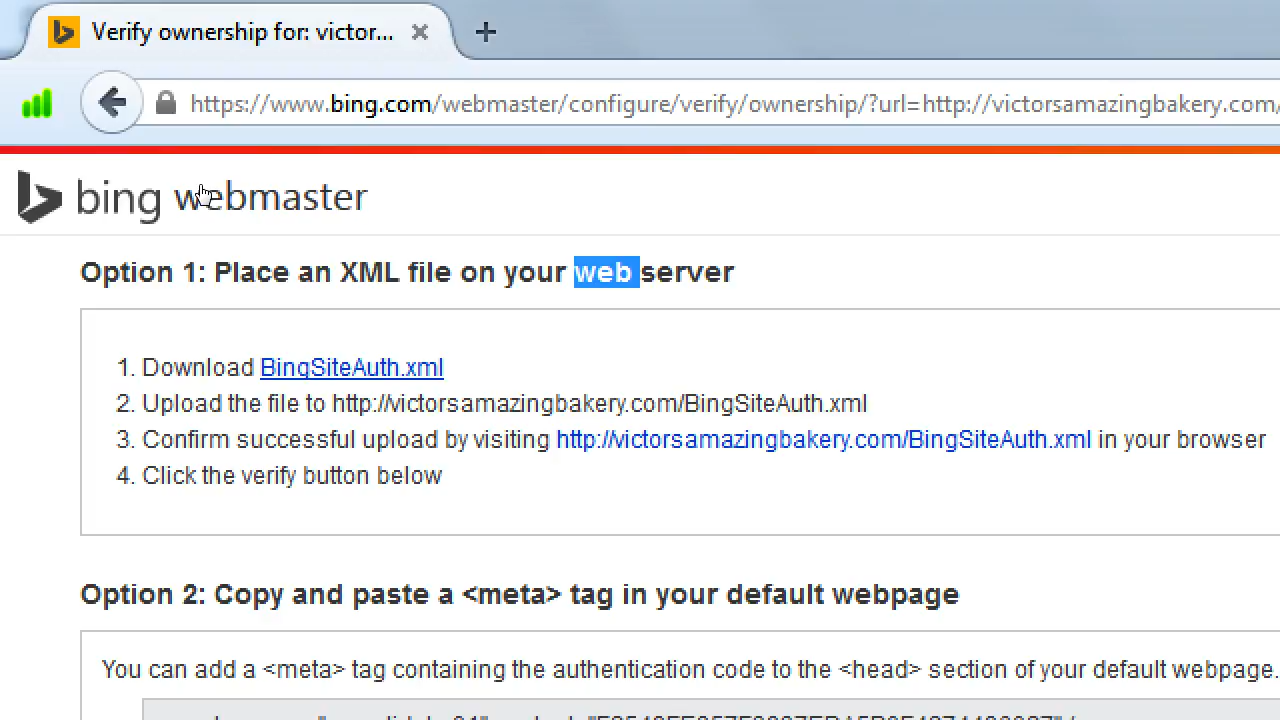 Verify ownership for: victor...
https://www.bing.com/webmaster/configure/verify/ownership/?url=http://victorsamazingbakery.com/
bing webmaster
Option 1: Place an XML file on your web server
1. Download BingSiteAuth.xml
2. Upload the file to http://victorsamazingbakery.com/BingSiteAuth.xml
3. Confirm successful upload by visiting http://victorsamazingbakery.com/BingSiteAuth.xml in your browser
4. Click the verify button below
Option 2: Copy and paste a <meta> tag in your default webpage
You can add a <meta> tag containing the authentication code to the <head> section of your default webpage.